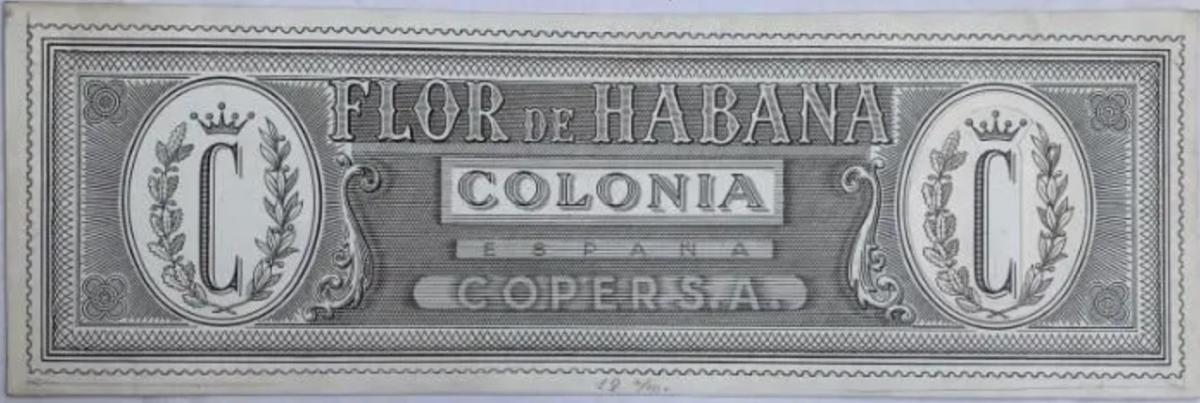 FLOR DE HABANA
C
COLONIA
C
ESPAÑA
COPER S.A.